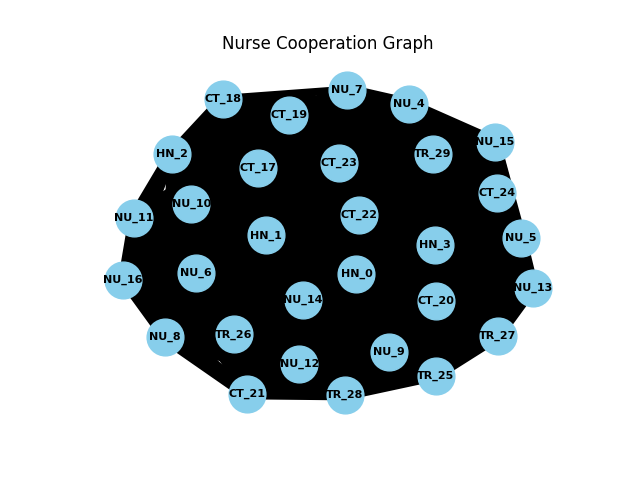 Nurse Cooperation Graph
NU_7
CT_18
NU_4
CT_19
NU_15
HN_2
TR_29
CT_23
CT_17
CT_24
NU_10
CT_22
NU_11
HN_1
NU_5
HN_3
NU_6
HN_0
NU_16
NU_13
NU_14
CT_20
TR_26
TR_27
NU_8
NU_9
NU_12
TR_25
CT_21
TR_28